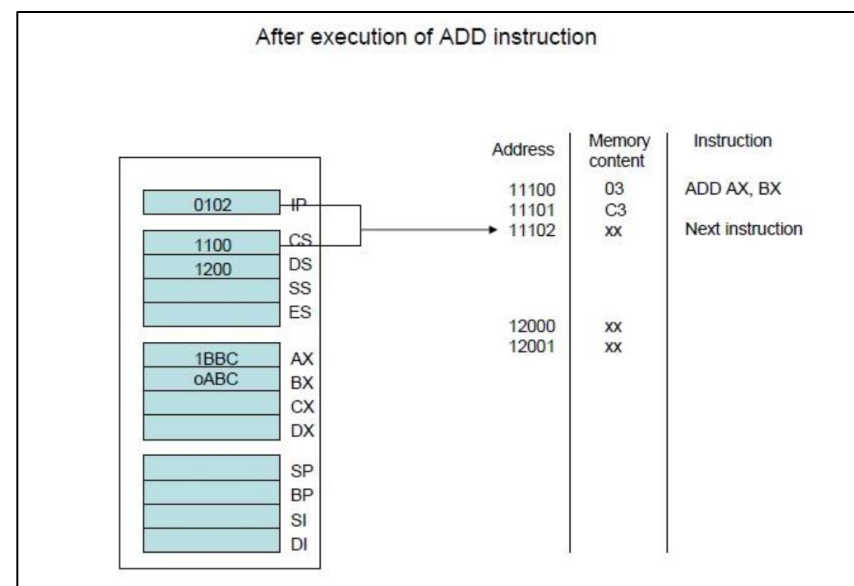 After execution of ADD instruction
Address Memory content Instruction
0102 IP
1100 CS
1200 DS
SS
ES
1BBC AX
oABC BX
CX
DX
SP
BP
SI
DI
11100 03 ADD AX, BX
11101 C3
11102 xx Next instruction
12000 xx
12001 xx